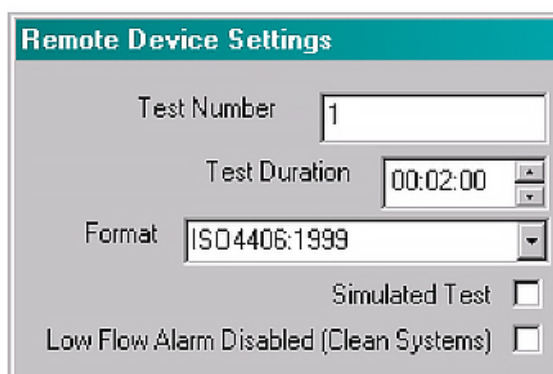 Remote Device Settings
Test Number 1
Test Duration 00:02:00
Format ISO4406:1999
Simulated Test
Low Flow Alarm Disabled (Clean Systems)